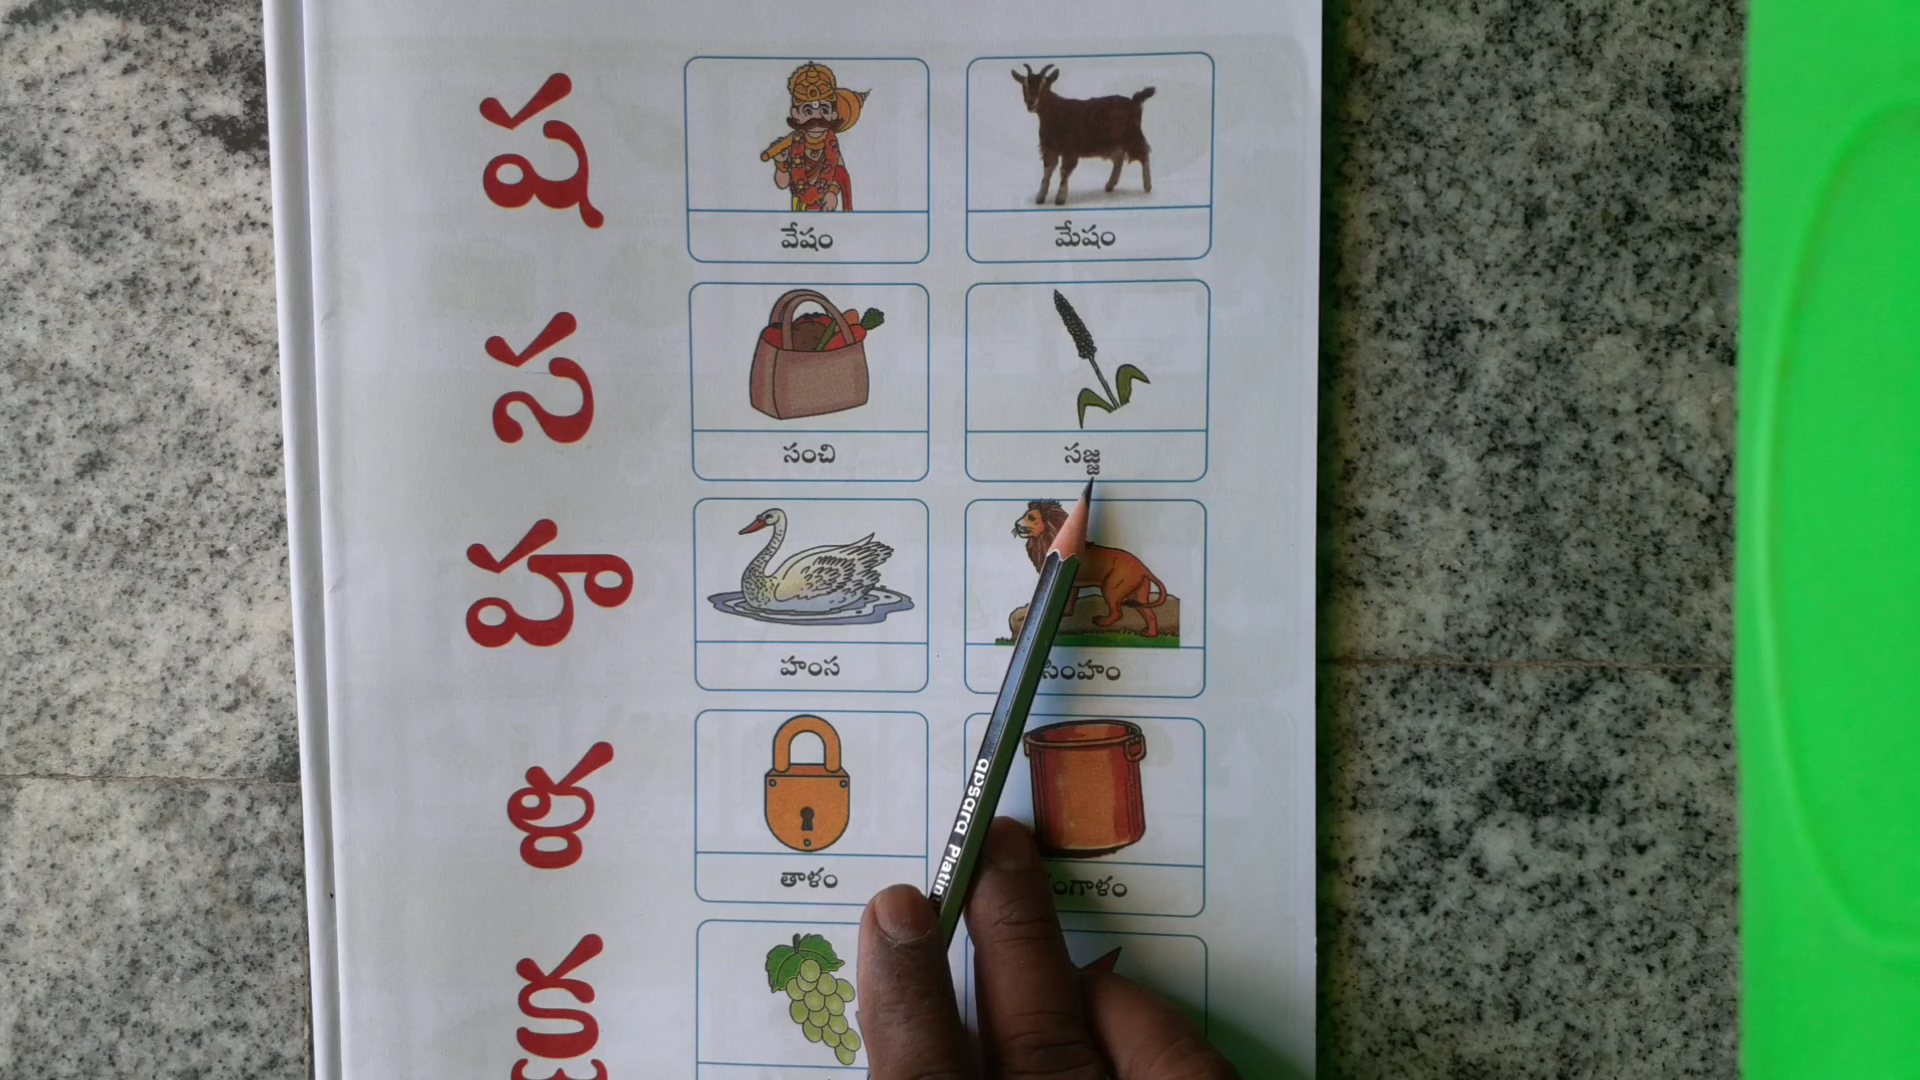 ష
వేషం
మేషం
స
సంచి
సజ్జ
హ
హంస
సింహం
ళ
తాళం
క్ష
apsara Platin